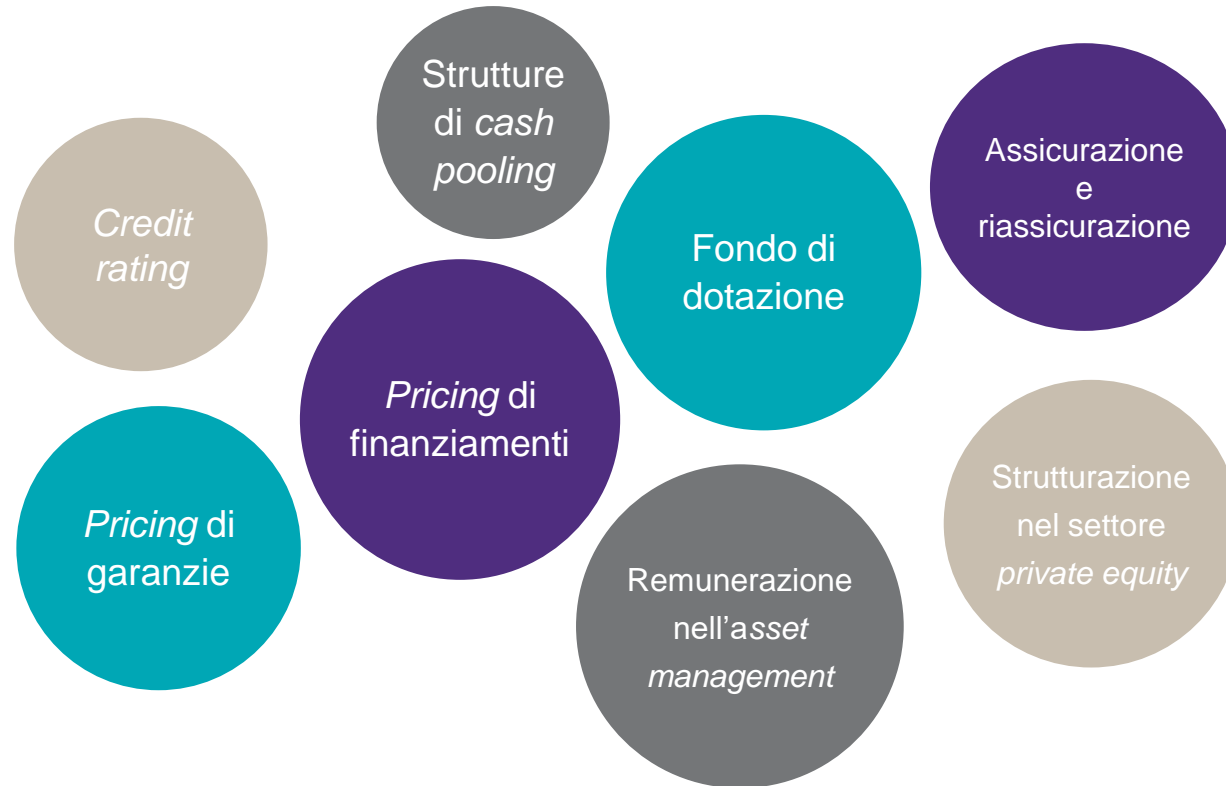 Strutture
di cash
pooling
Credit
rating
Fondo di
dotazione
Assicurazione
e
riassicurazione
Pricing di
finanziamenti
Pricing di
garanzie
Remunerazione
nell'asset
management
Strutturazione
nel settore
private equity